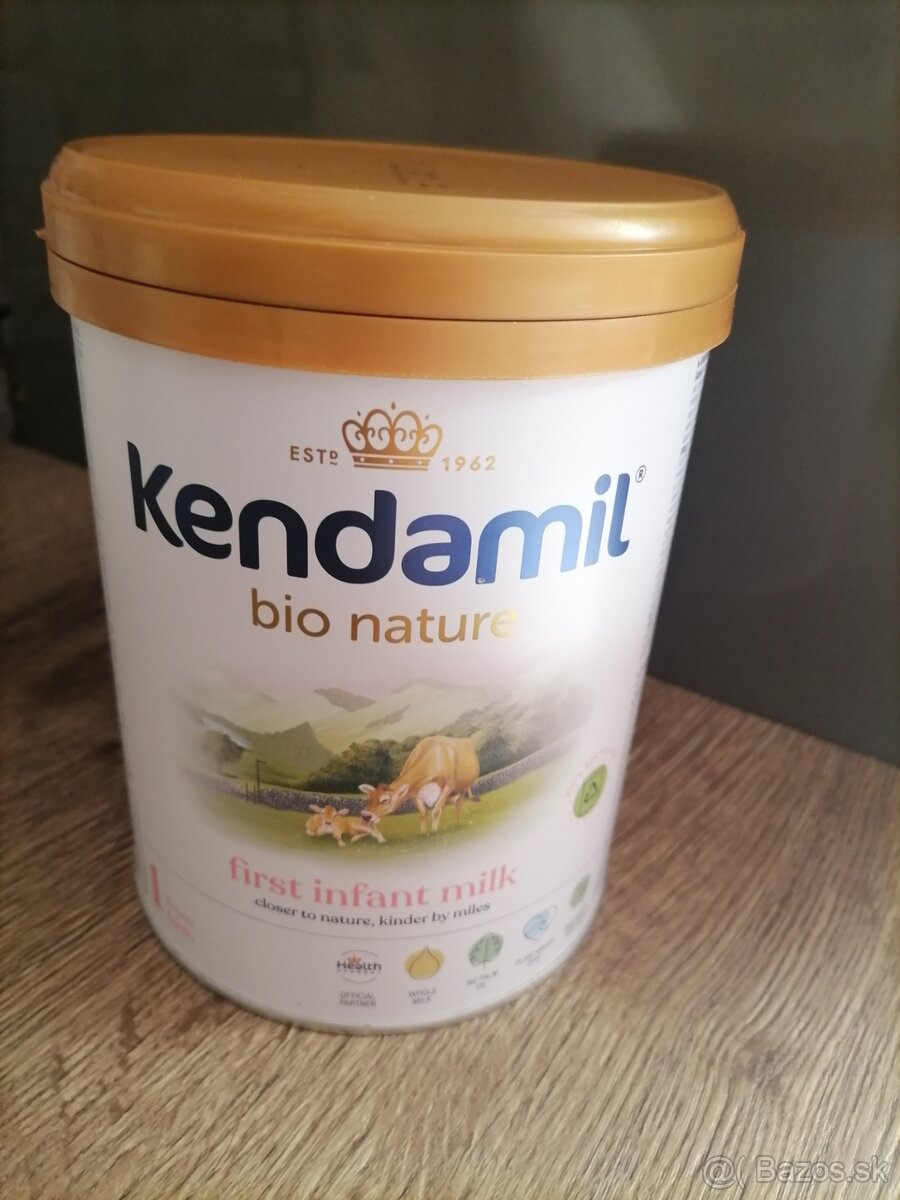 ESTD 1962
Kendamil®
bio nature
first infant milk
closer to nature, kinder by miles
1
Health
OFFICIAL PARTNER
WHOLE MILK
NO PALM OIL
@( Bazos.sk